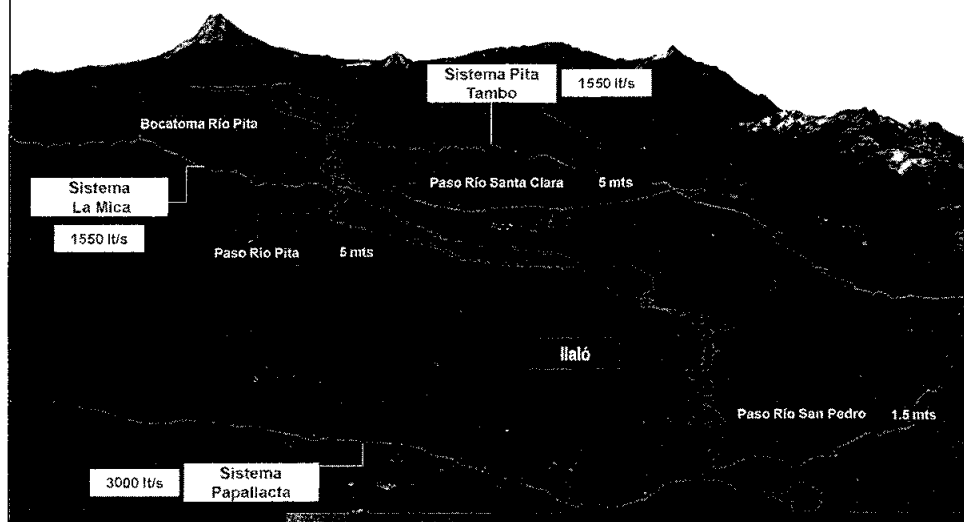 Sistema Pita
Tambo
1550 lt/s
Bocatoma Río Pita
Paso Río Santa Clara 5 mts
Sistema
La Mica
1550 lt/s
Paso Río Pita 5 mts
Ilaló
Paso Río San Pedro 1.5 mts
3000 lt/s
Sistema
Papallacta